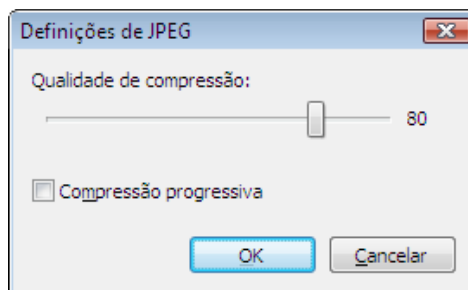 Definições de JPEG
Qualidade de compressão:
80
Compressão progressiva
OK
Cancelar